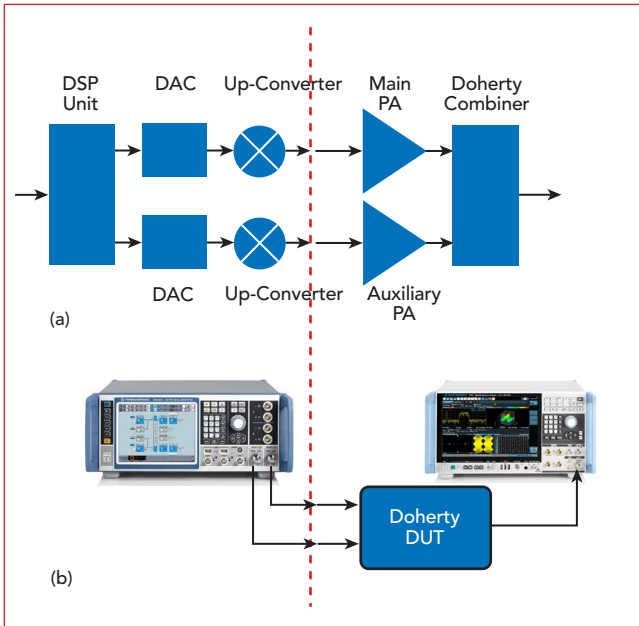 DSP
Unit
DAC
Up-Converter
Main
PA
Doherty
Combiner
DAC
Up-Converter
Auxiliary
PA
(a)
Doherty
DUT
(b)